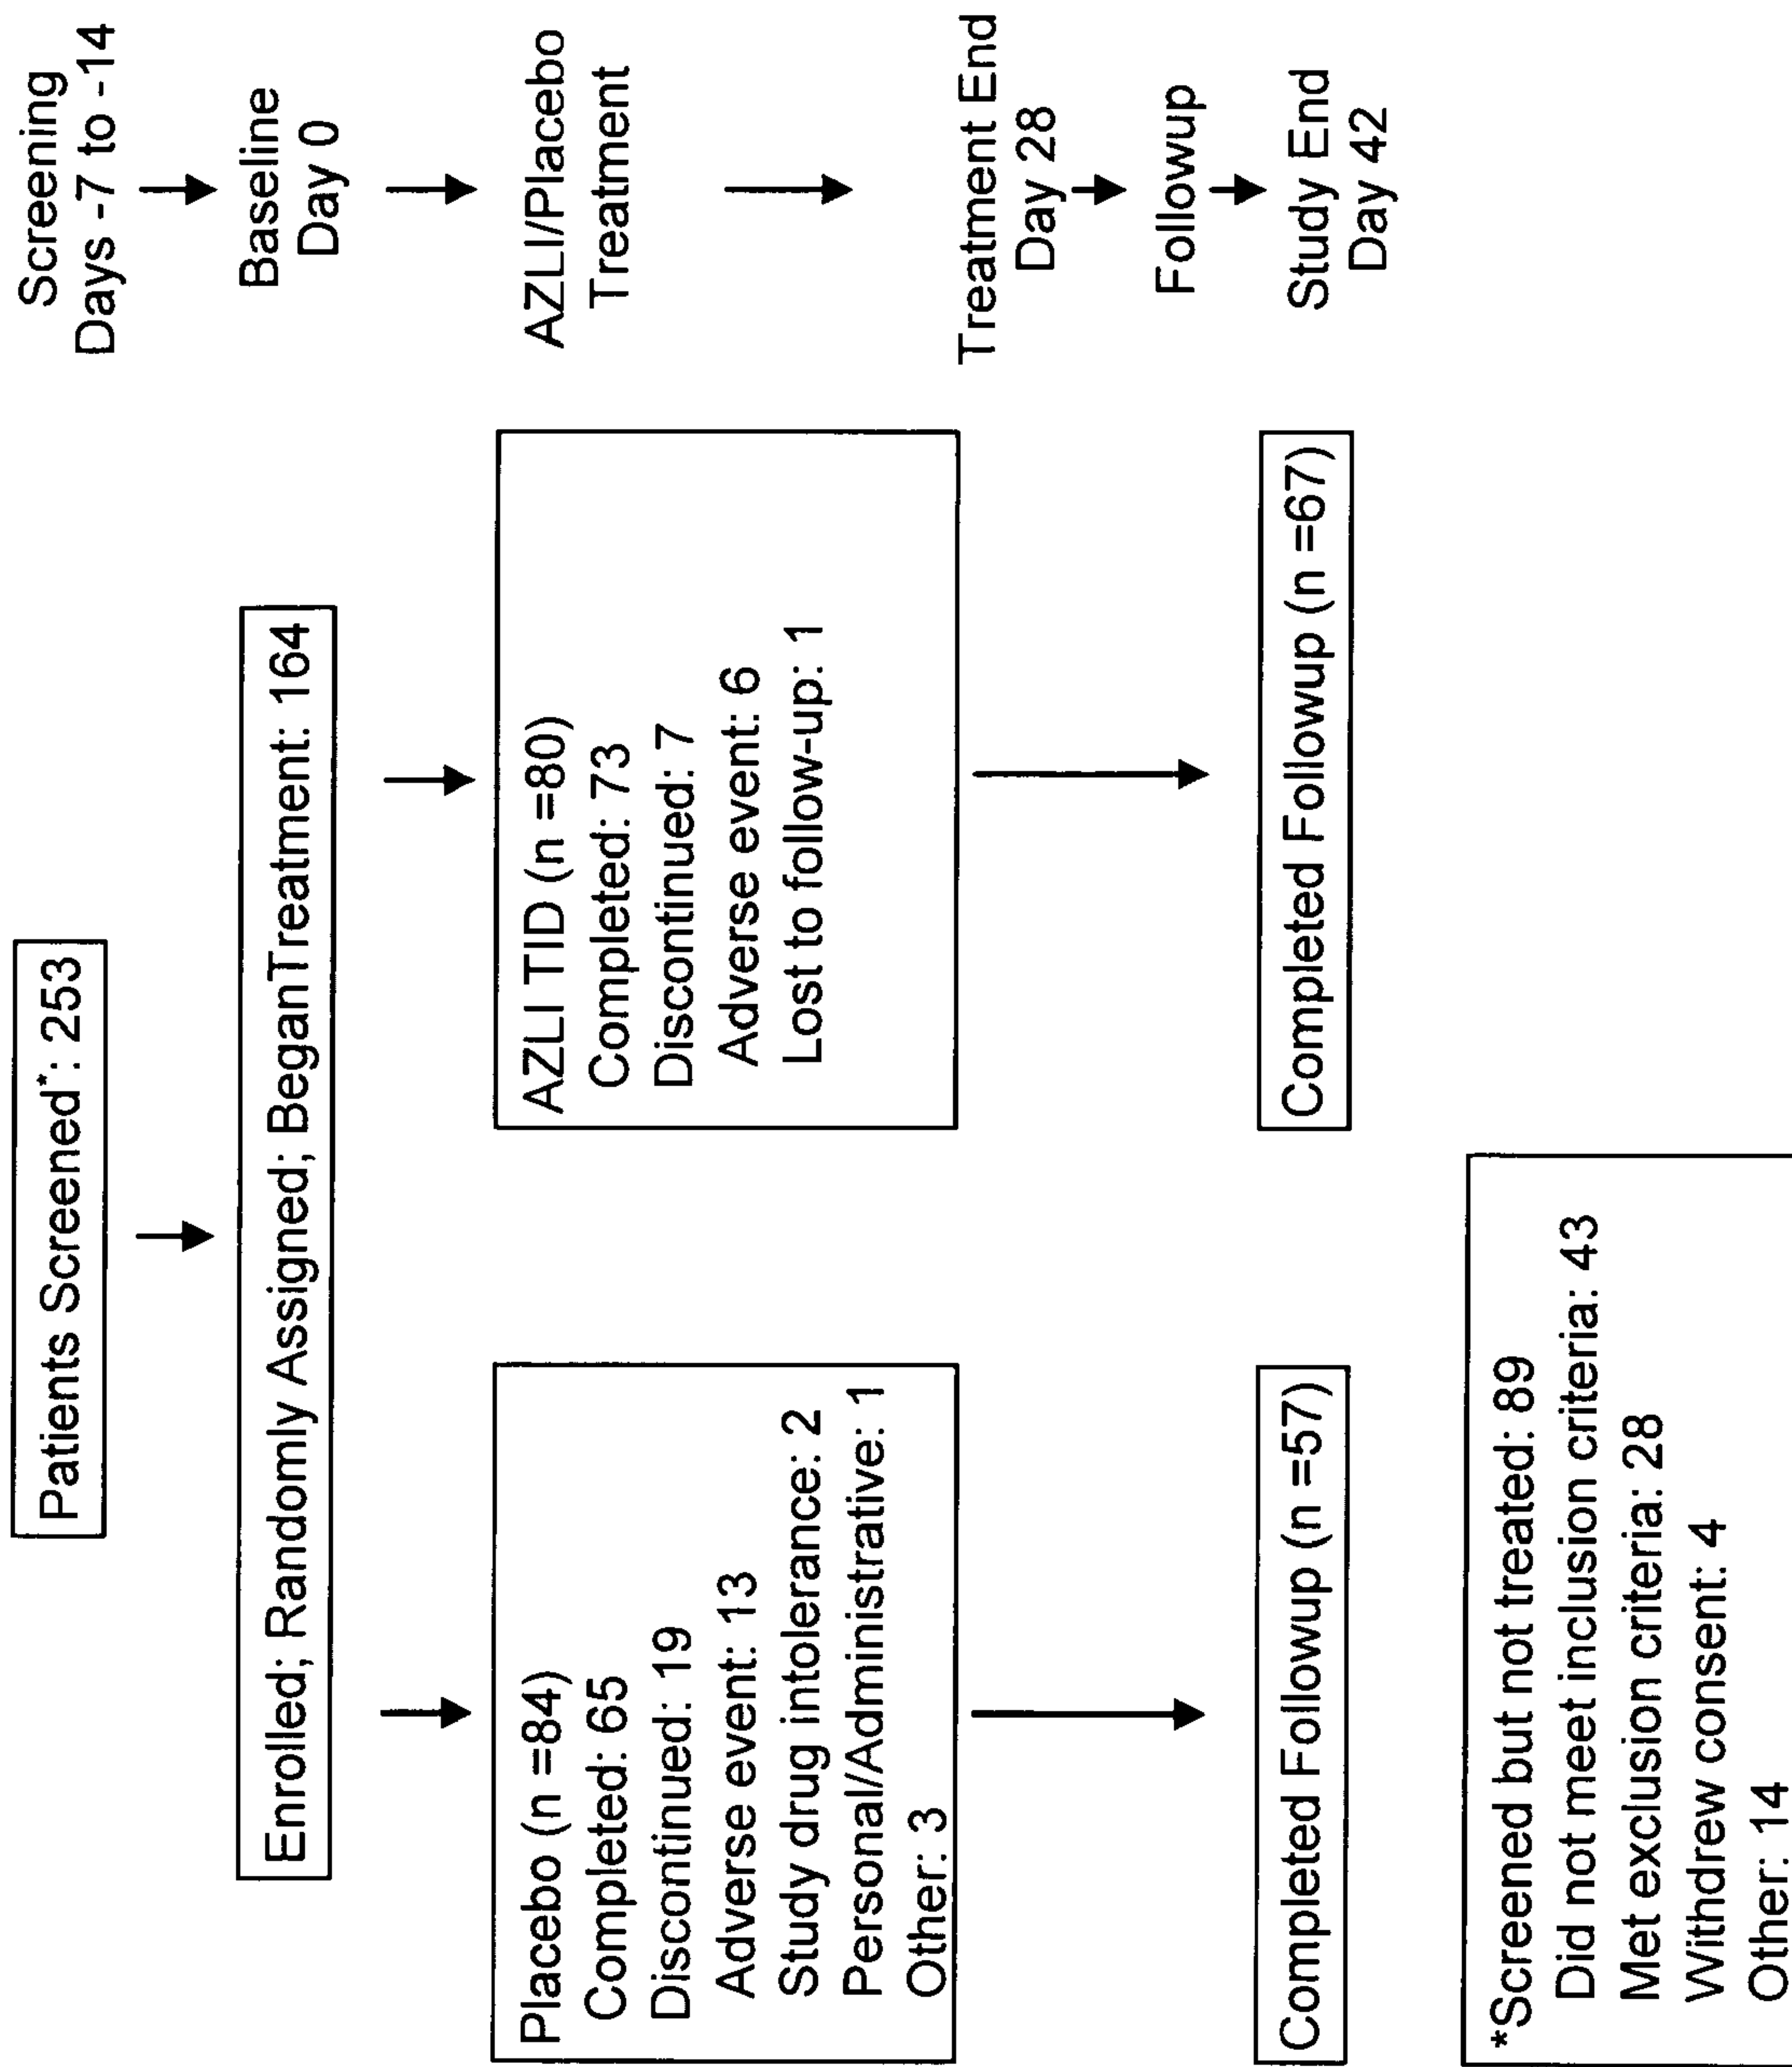 Patients Screened*: 253
Enrolled; Randomly Assigned; BeganTreatment: 164
Placebo (n =84)
Completed: 65
Discontinued: 19
Adverse event: 13
Study drug intolerance: 2
Personal/Administrative: 1
Other: 3
AZLI TID (n =80)
Completed: 73
Discontinued: 7
Adverse event: 6
Lost to follow-up: 1
Completed Followup (n =57)
Completed Followup (n =67)
*Screened but not treated: 89
Did not meet inclusion criteria: 43
Met exclusion criteria: 28
Withdrew consent: 4
Other: 14
Screening
Days -7 to -14
Baseline
Day 0
AZLI/Placebo
Treatment
Treatment End
Day 28
Followup
Study End
Day 42